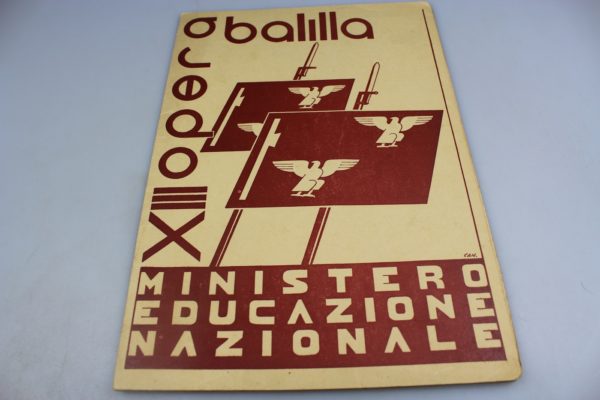 XIII opera
balilla
MINISTERO
EDUCAZIONE
NAZIONALE